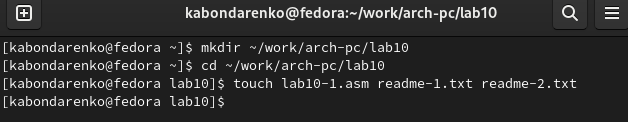 kabondarenko@fedora:~/work/arch-pc/lab10
[kabondarenko@fedora ~]$ mkdir ~/work/arch-pc/lab10
[kabondarenko@fedora ~]$ cd ~/work/arch-pc/lab10
[kabondarenko@fedora lab10]$ touch lab10-1.asm readme-1.txt readme-2.txt
[kabondarenko@fedora lab10]$